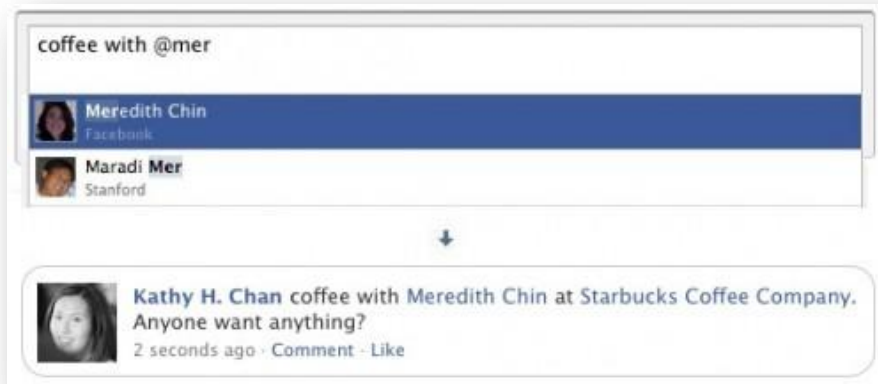 coffee with @mer
Meredith Chin
Facebook
Maradi Mer
Stanford
Kathy H. Chan coffee with Meredith Chin at Starbucks Coffee Company.
Anyone want anything?
2 seconds ago · Comment · Like